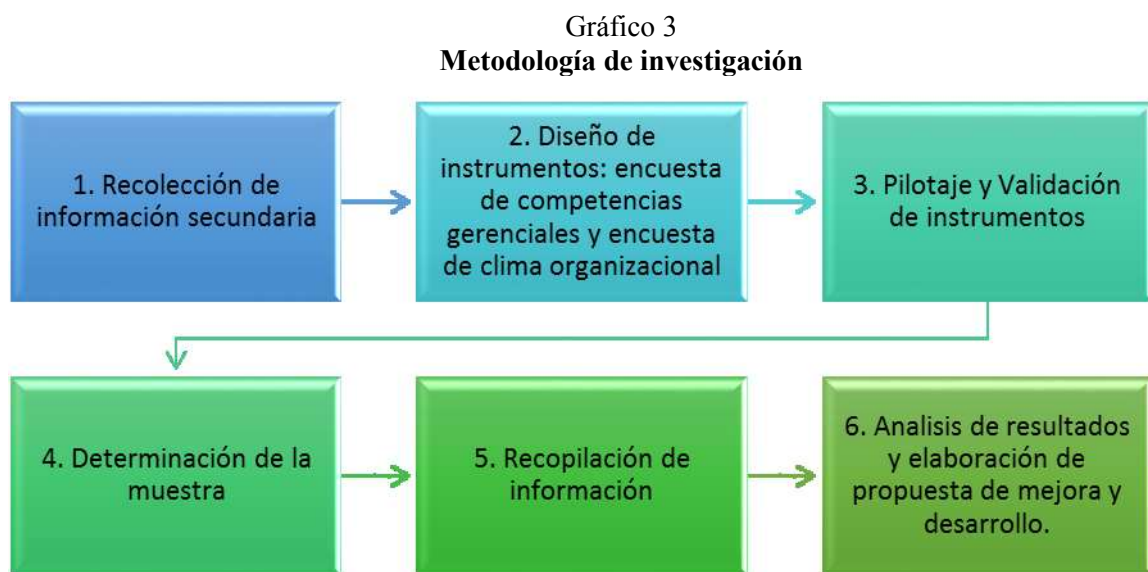 Gráfico 3
Metodología de investigación
1. Recolección de
información secundaria
2. Diseño de
instrumentos: encuesta
de competencias
gerenciales y encuesta
de clima organizacional
3. Pilotaje y Validación
de instrumentos
4. Determinación de la
muestra
5. Recopilación de
información
6. Analisis de resultados
y elaboración de
propuesta de mejora y
desarrollo.